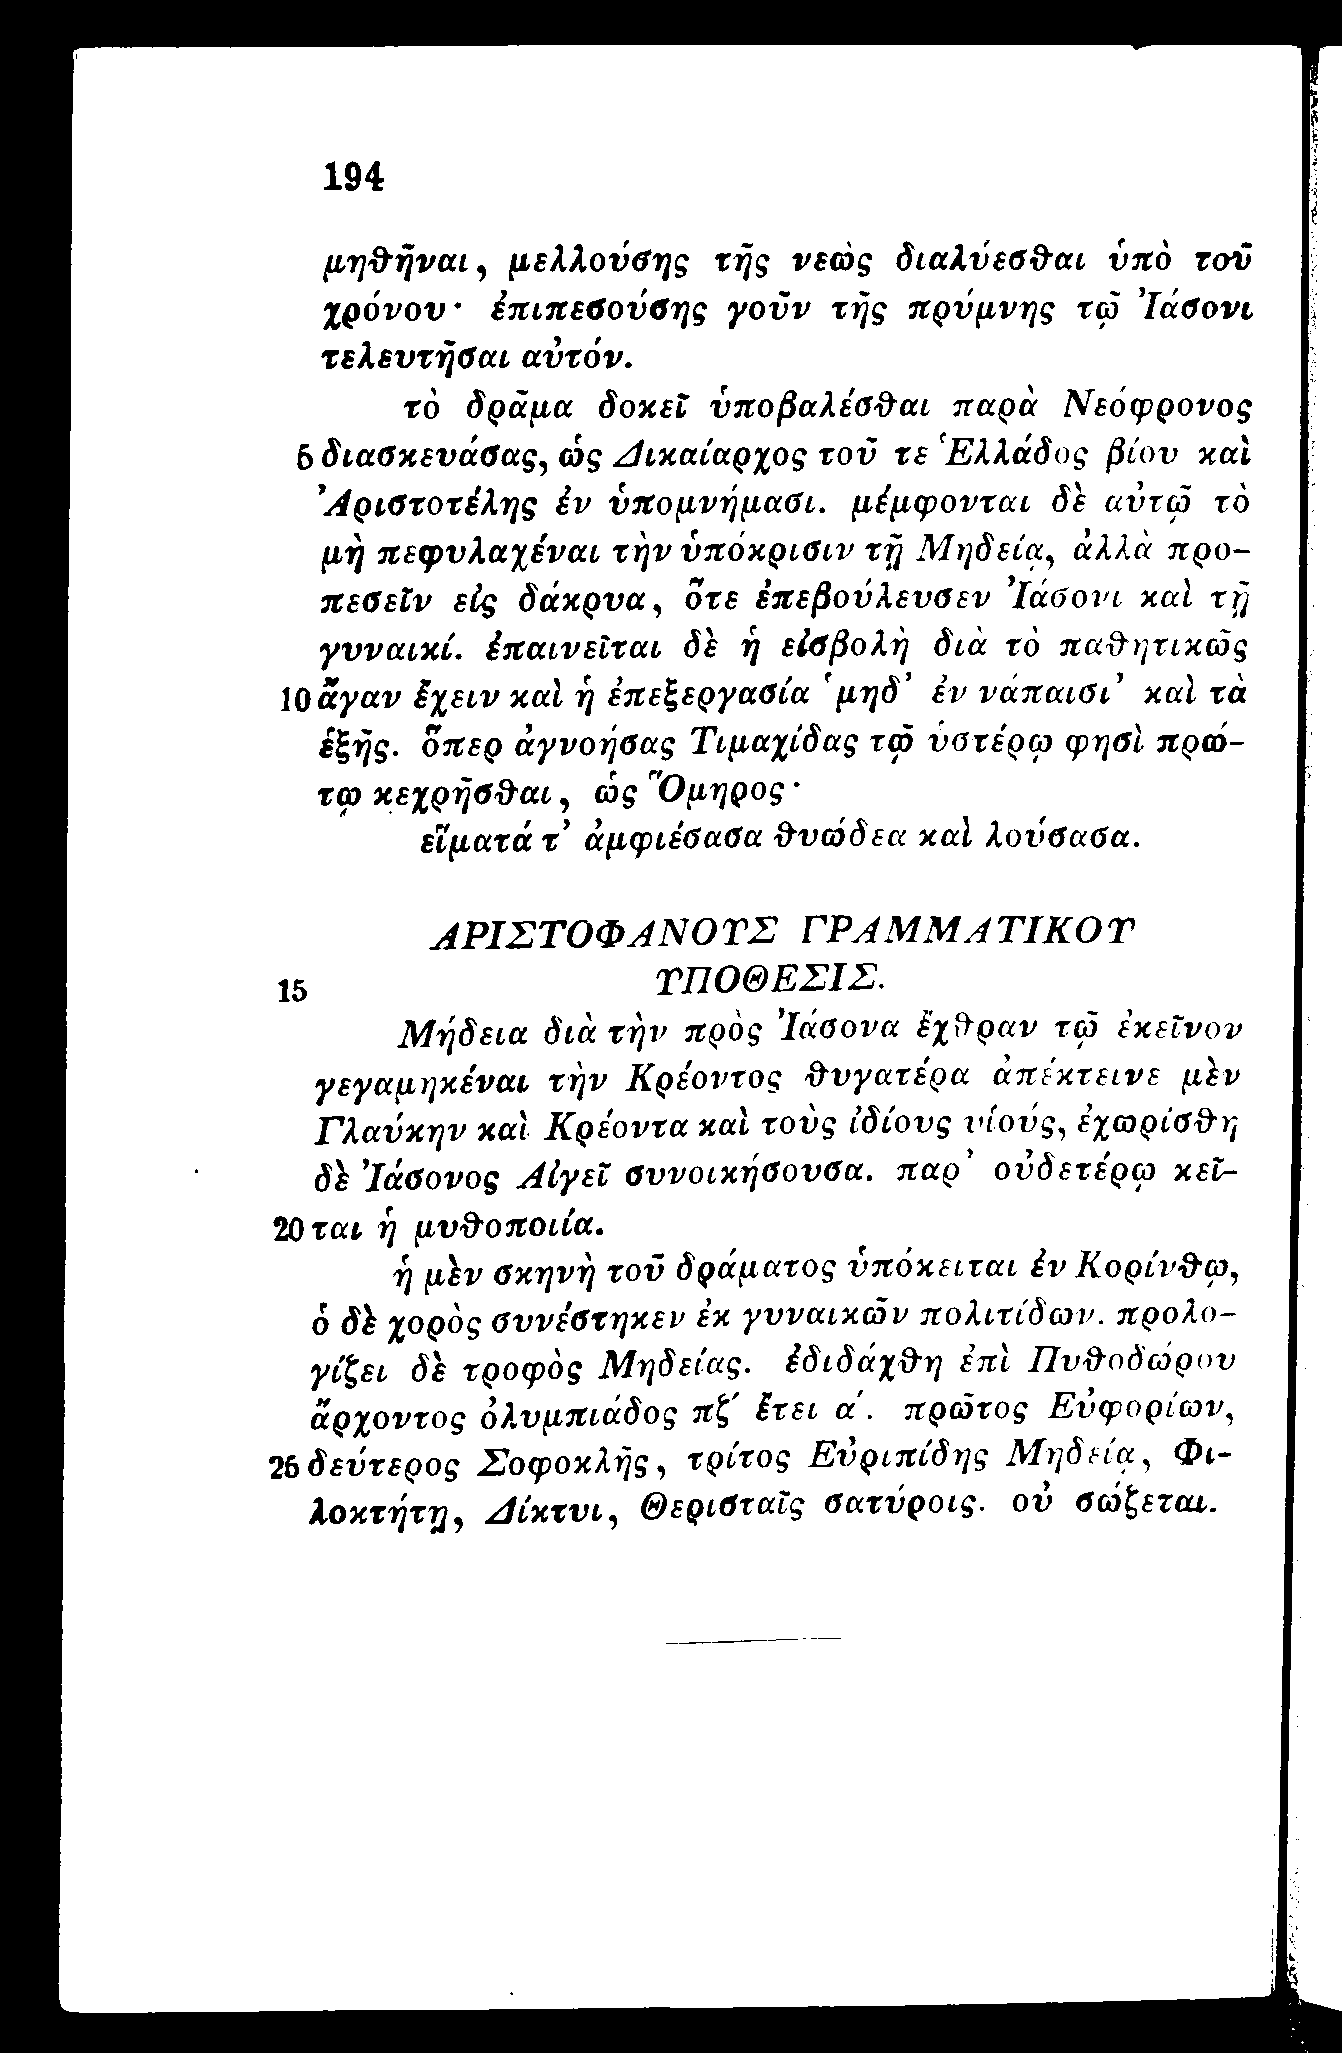 194
μηθῆναι, μελλούσης τῆς νεὼς διαλύεσθαι ὑπὸ τοῦ
χρόνου· ἐπιπεσούσης γοῦν τῆς πρύμνης τῷ Ἰάσονι
τελευτῆσαι αὐτόν.
τὸ δρᾶμα δοκεῖ ὑποβαλέσθαι παρὰ Νεόφρονος
5 διασκευάσας, ὡς Δικαίαρχος τοῦ τε Ἑλλάδος βίου καὶ
Ἀριστοτέλης ἐν ὑπομνήμασι. μέμφονται δὲ αὐτῷ τὸ
μὴ πεφυλαχέναι τὴν ὑπόκρισιν τῇ Μηδείᾳ, ἀλλὰ προ-
πεσεῖν εἰς δάκρυα, ὅτε ἐπεβούλευσεν Ἰάσονι καὶ τῇ
γυναικί. ἐπαινεῖται δὲ ἡ εἰσβολὴ διὰ τὸ παθητικῶς
10 ἄγαν ἔχειν καὶ ἡ ἐπεξεργασία ‘μηδ’ ἐν νάπαισι’ καὶ τὰ
ἑξῆς. ὅπερ ἀγνοήσας Τιμαχίδας τῷ ὑστέρῳ φησὶ πρώ-
τῳ κεχρῆσθαι, ὡς Ὅμηρος·
εἵματά τ’ ἀμφιέσασα θυώδεα καὶ λούσασα.
ΑΡΙΣΤΟΦΑΝΟΥΣ ΓΡΑΜΜΑΤΙΚΟΥ
15 ΥΠΟΘΕΣΙΣ.
Μήδεια διὰ τὴν πρὸς Ἰάσονα ἔχθραν τῷ ἐκεῖνον
γεγαμηκέναι τὴν Κρέοντος θυγατέρα ἀπέκτεινε μὲν
Γλαύκην καὶ Κρέοντα καὶ τοὺς ἰδίους υἱούς, ἐχωρίσθη
δὲ Ἰάσονος Αἰγεῖ συνοικήσουσα. παρ’ οὐδετέρῳ κεῖ-
20 ται ἡ μυθοποιία.
ἡ μὲν σκηνὴ τοῦ δράματος ὑπόκειται ἐν Κορίνθῳ,
ὁ δὲ χορὸς συνέστηκεν ἐκ γυναικῶν πολιτίδων. προλο-
γίζει δὲ τροφὸς Μηδείας. ἐδιδάχθη ἐπὶ Πυθοδώρου
ἄρχοντος ὀλυμπιάδος πζ′ ἔτει α′. πρῶτος Εὐφορίων,
25 δεύτερος Σοφοκλῆς, τρίτος Εὐριπίδης Μηδείᾳ, Φι-
λοκτήτῃ, Δίκτυι, Θερισταῖς σατύροις. οὐ σώζεται.